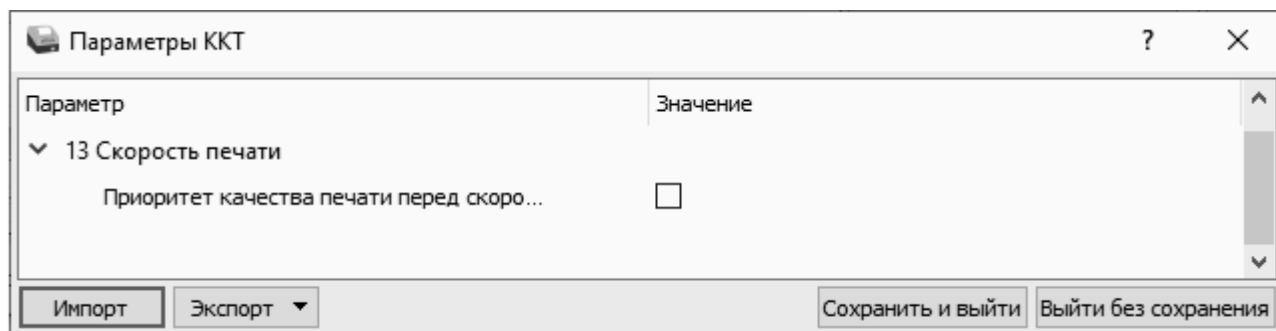 Параметры ККТ ?
Параметр Значение
13 Скорость печати
Приоритет качества печати перед скоро...
Импорт Экспорт Сохранить и выйти Выйти без сохранения